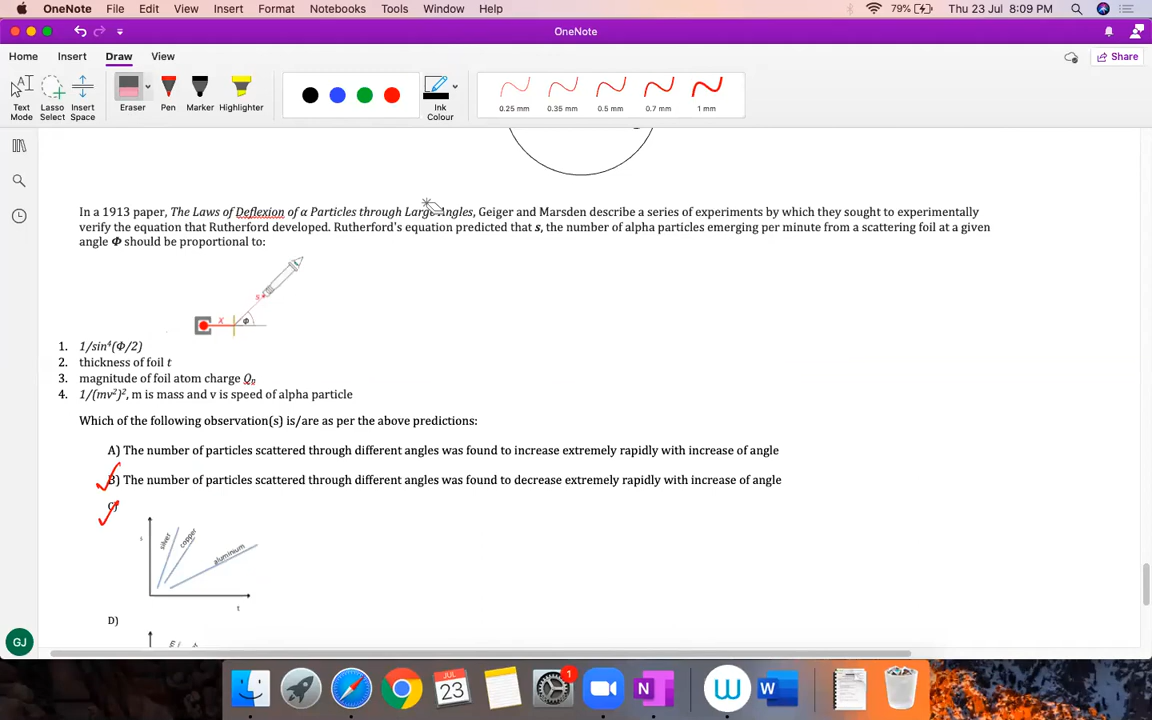 OneNote File Edit View Insert Format Notebooks Tools Window Help 79% Thu 23 Jul 8:09 PM
OneNote
Home Insert Draw View Share
Text Mode Lasso Select Insert Space Eraser Pen Marker Highlighter Ink Colour 0.25 mm 0.35 mm 0.5 mm 0.7 mm 1 mm
In a 1913 paper, The Laws of Deflexion of α Particles through Large Angles, Geiger and Marsden describe a series of experiments by which they sought to experimentally
verify the equation that Rutherford developed. Rutherford's equation predicted that s, the number of alpha particles emerging per minute from a scattering foil at a given
angle Φ should be proportional to:
s
X Φ
1. 1/sin⁴(Φ/2)
2. thickness of foil t
3. magnitude of foil atom charge Qn
4. 1/(mv²)², m is mass and v is speed of alpha particle
Which of the following observation(s) is/are as per the above predictions:
A) The number of particles scattered through different angles was found to increase extremely rapidly with increase of angle
B) The number of particles scattered through different angles was found to decrease extremely rapidly with increase of angle
C)
s silver copper aluminium
t
D)
GJ
JUL
23
1
N
W
W